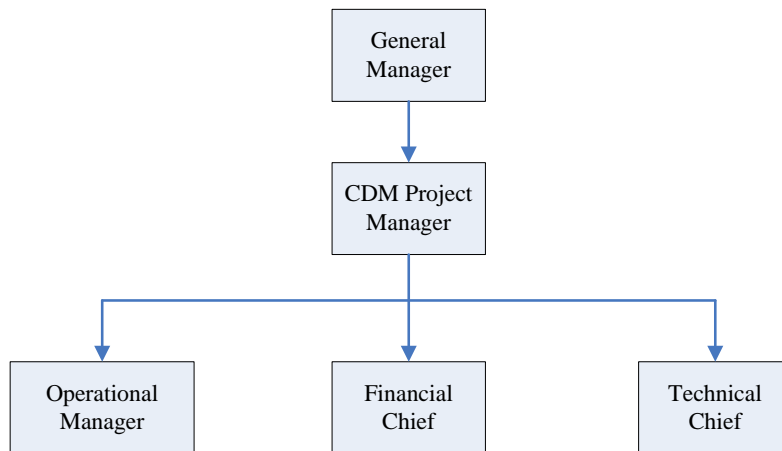 General
Manager
CDM Project
Manager
Operational
Manager
Financial
Chief
Technical
Chief